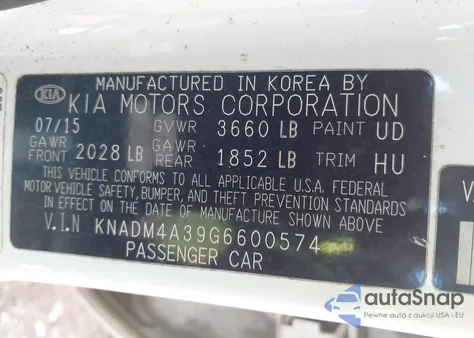 MANUFACTURED IN KOREA BY
KIA KIA MOTORS CORPORATION
07/15 GVWR 3660 LB PAINT UD
GAWR FRONT 2028 LB GAWR REAR 1852 LB TRIM HU
THIS VEHICLE CONFORMS TO ALL APPLICABLE U.S.A. FEDERAL
MOTOR VEHICLE SAFETY, BUMPER, AND THEFT PREVENTION STANDARDS
IN EFFECT ON THE DATE OF MANUFACTURE SHOWN ABOVE
V.I.N KNADM4A39G6600574
PASSENGER CAR
autoSnap
Pewne auto z aukcji USA i EU